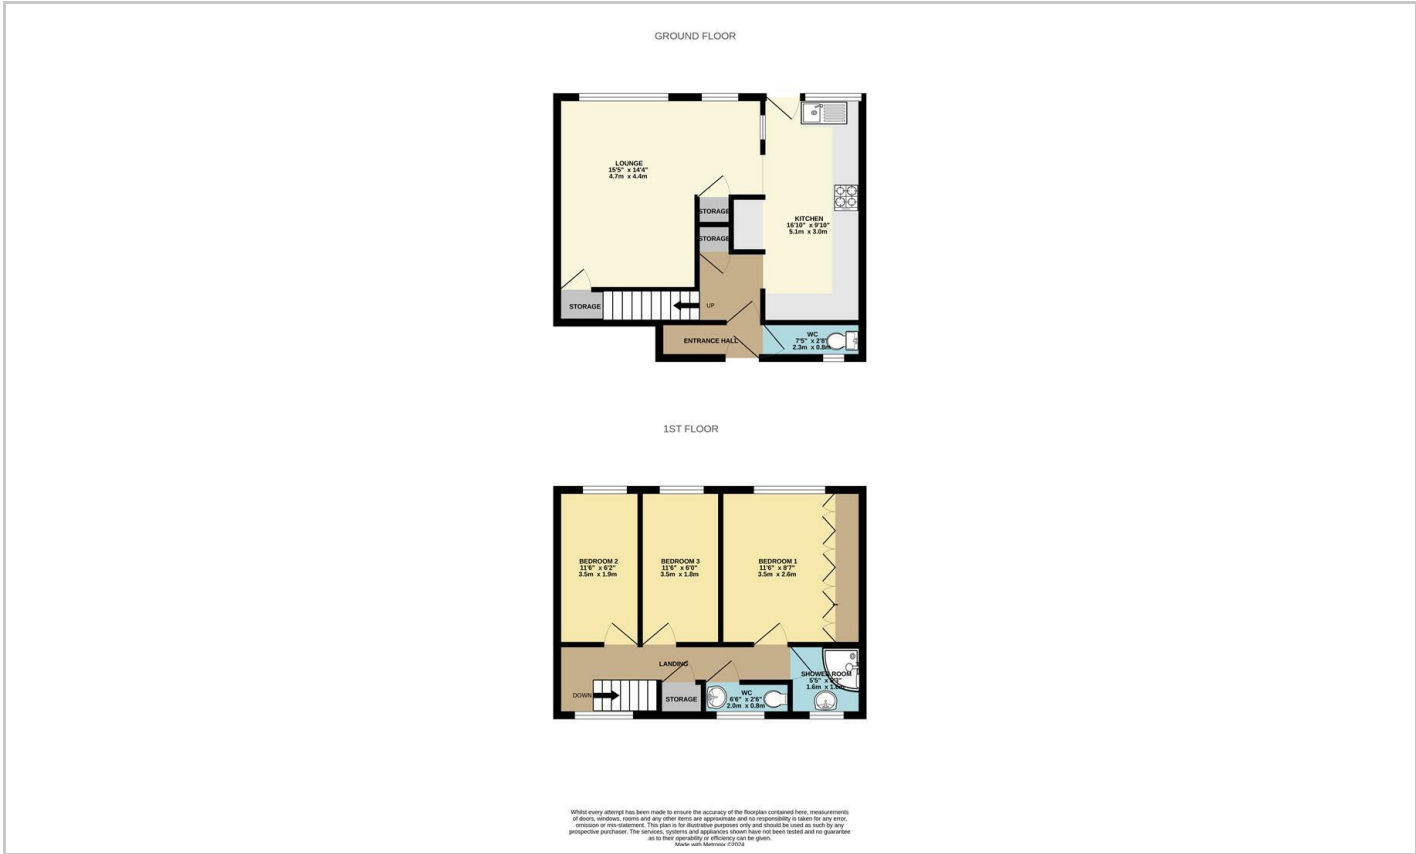 GROUND FLOOR
LOUNGE
15'5" x 14'4"
4.7m x 4.4m
STORAGE
STORAGE
KITCHEN
16'10" x 9'10"
5.1m x 3.0m
STORAGE
UP
ENTRANCE HALL
WC
7'5" x 2'8"
2.3m x 0.8m
1ST FLOOR
BEDROOM 2
11'6" x 6'2"
3.5m x 1.9m
BEDROOM 3
11'6" x 6'0"
3.5m x 1.8m
BEDROOM 1
11'6" x 8'7"
3.5m x 2.6m
LANDING
SHOWER ROOM
5'5" x
1.6m x
DOWN
STORAGE
WC
6'6" x 2'6"
2.0m x 0.8m
Whilst every attempt has been made to ensure the accuracy of the floorplan contained here, measurements
of doors, windows, rooms and any other items are approximate and no responsibility is taken for any error,
omission or mis-statement. This plan is for illustrative purposes only and should be used as such by any
prospective purchaser. The services, systems and appliances shown have not been tested and no guarantee
as to their operability or efficiency can be given.
Made with Metropix ©2024